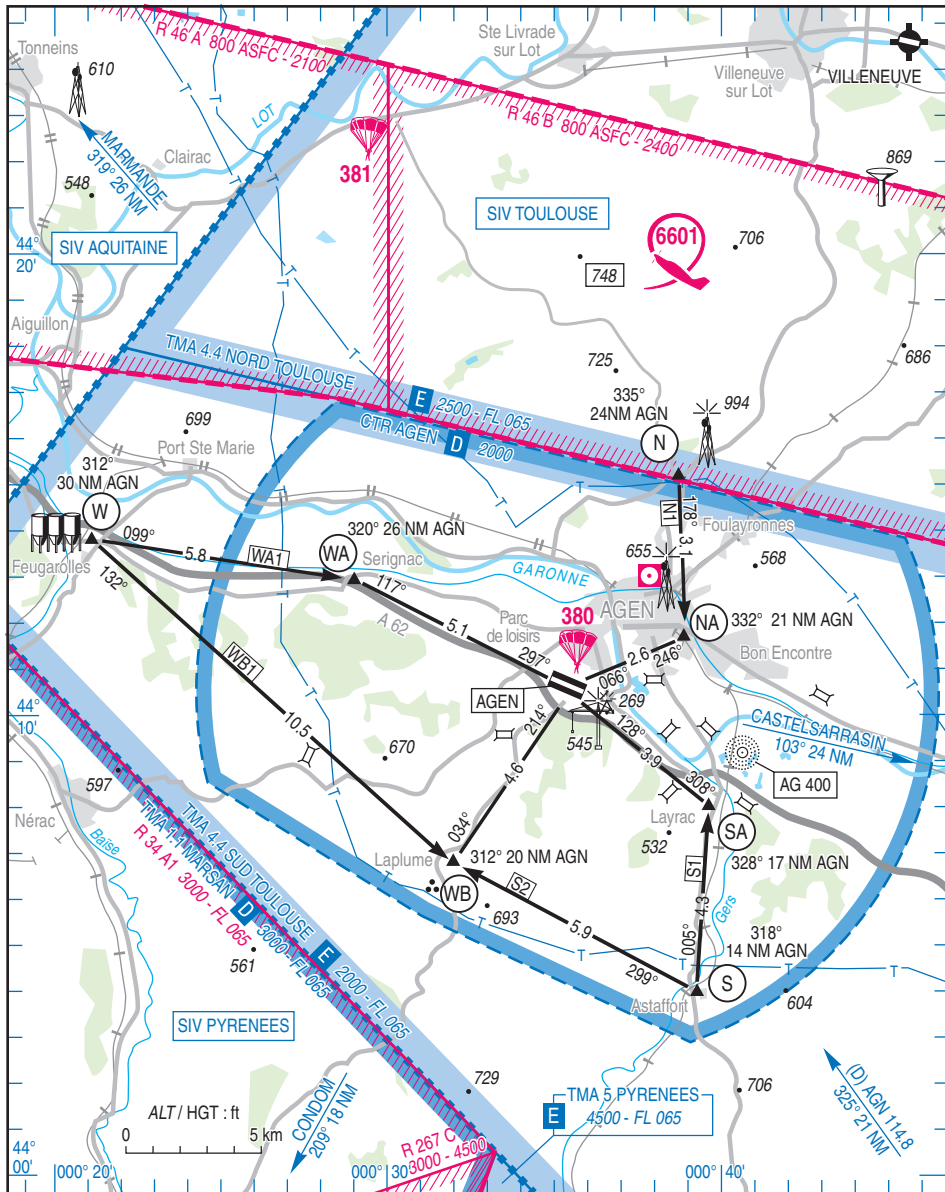 Tonneins
610
R 46 A 800 ASFC - 2100
Ste Livrade
sur Lot
Villeneuve
sur Lot
VILLENEUVE
MARMANDE
319° 26 NM
LOT
Clairac
548
381
R 46 B 800 ASFC - 2400
869
SIV AQUITAINE
SIV TOULOUSE
6601
706
748
44°
20'
Aiguillon
TMA 4.4 NORD TOULOUSE
E 2500 - FL 065
CTR AGEN D 2000
725
686
335°
24NM AGN
994
N
699
Port Ste Marie
312°
30 NM AGN
W
Feugarolles
099°
5.8
WA1
132°
320° 26 NM AGN
WA
Serignac
117°
5.1
297°
A 62
GARONNE
N1
178°
3.1
Foulayronnes
655
568
AGEN
Parc
de loisirs
380
NA
332° 21 NM AGN
2.6
246°
066°
Bon Encontre
WB1
10.5
AGEN
269
214°
545
128°
3.9
308°
CASTELSARRASIN
103° 24 NM
AG 400
44°
10'
597
670
4.6
034°
Nérac
Baïse
Layrac
532
SA
328° 17 NM AGN
Laplume
312° 20 NM AGN
WB
693
S2
5.9
299°
S1
4.3
005°
Gers
318°
14 NM AGN
S
Astaffort
604
TMA 4.4 SUD TOULOUSE
E 2000 - FL 065
TMA 1.1 MARSAN
D 3000 - FL 065
R 34 A1 3000 - FL 065
561
SIV PYRENEES
729
706
(D) AGN 114.8
325° 21 NM
TMA 5 PYRENEES
E 4500 - FL 065
CONDOM
209° 18 NM
R 267 C
3000 - 4500
ALT / HGT : ft
0 5 km
44°
00'
000° 20'
000° 30'
000° 40'
T
T
T
T
T
T
T
T
T
T
T
T
T
T